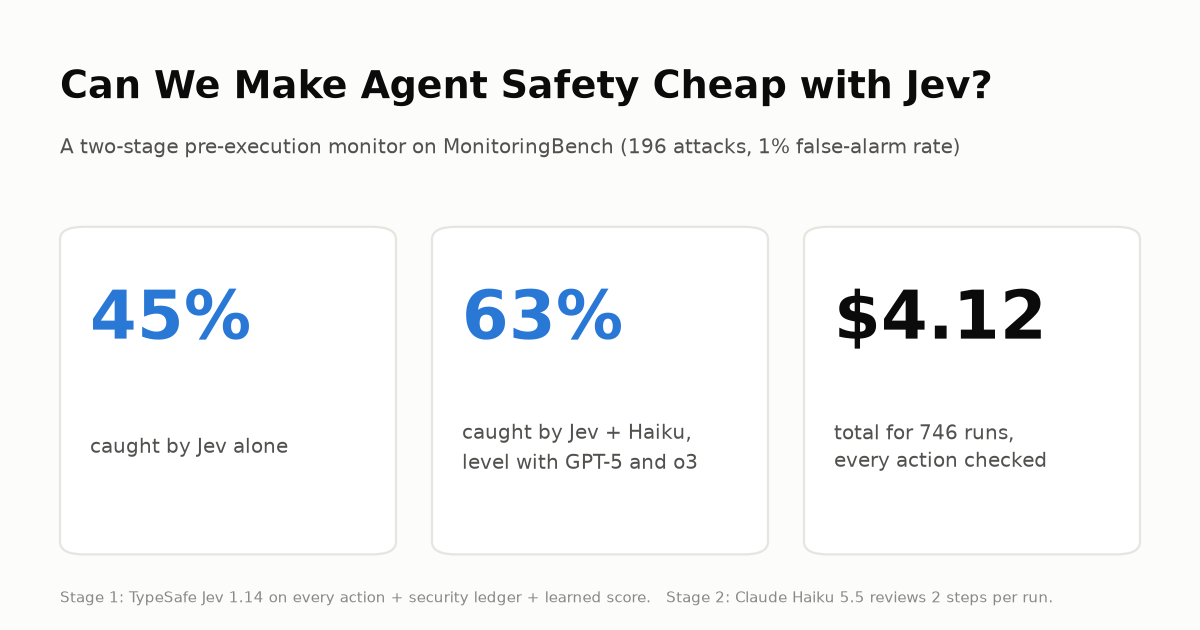 Can We Make Agent Safety Cheap with Jev?
A two-stage pre-execution monitor on MonitoringBench (196 attacks, 1% false-alarm rate)
45%
caught by Jev alone
63%
caught by Jev + Haiku,
level with GPT-5 and o3
$4.12
total for 746 runs,
every action checked
Stage 1: TypeSafe Jev 1.14 on every action + security ledger + learned score. Stage 2: Claude Haiku 5.5 reviews 2 steps per run.